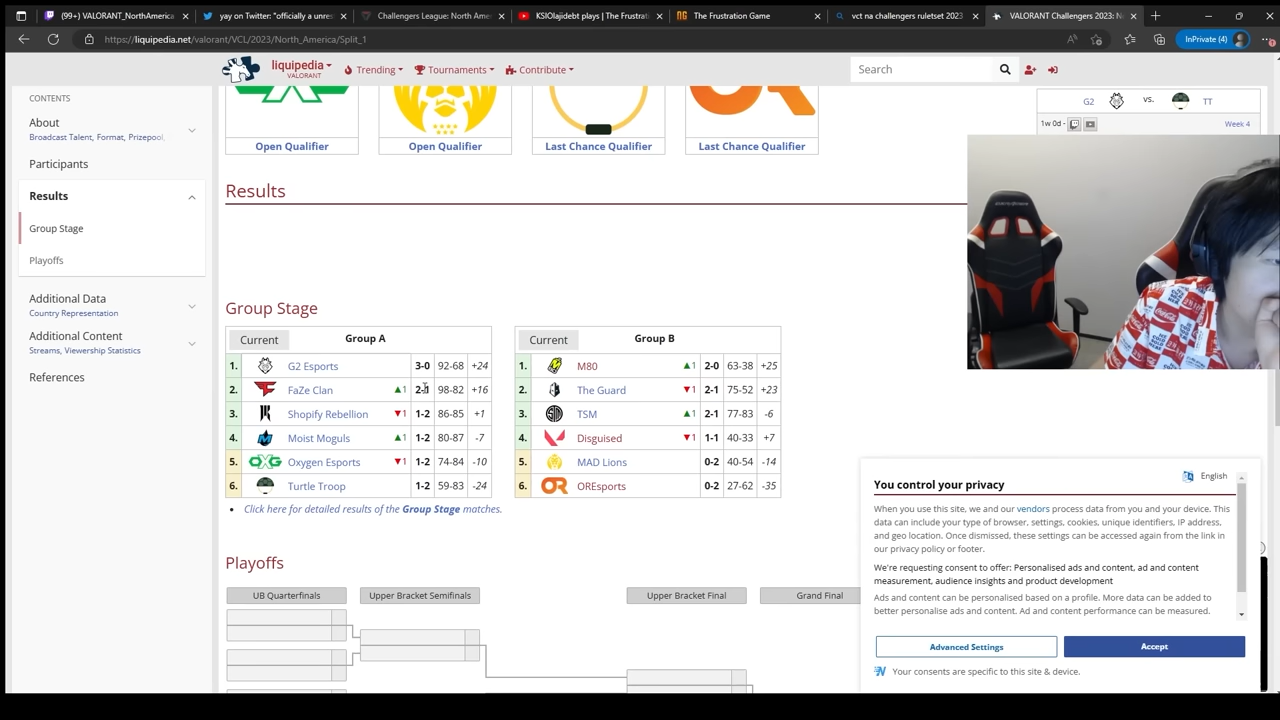 (99+) VALORANT_NorthAmerica
yay on Twitter: "officially a unres
Challengers League: North Ame
KSIOlajidebt plays | The Frustrati
The Frustration Game
vct na challengers ruletset 2023
VALORANT Challengers 2023: N
https://liquipedia.net/valorant/VCL/2023/North_America/Split_1
InPrivate (4)
liquipedia
VALORANT
Trending
Tournaments
Contribute
Search
CONTENTS
About
Broadcast Talent, Format, Prizepool,
Participants
Results
Group Stage
Playoffs
Additional Data
Country Representation
Additional Content
Streams, Viewership Statistics
References
Open Qualifier
Open Qualifier
Last Chance Qualifier
Last Chance Qualifier
G2 vs. TT
1w 0d - Week 4
Results
Group Stage
Current Group A
1. G2 Esports 3-0 92-68 +24
2. FaZe Clan ▲1 2-1 98-82 +16
3. Shopify Rebellion ▼1 1-2 86-85 +1
4. Moist Moguls ▲1 1-2 80-87 -7
5. OXG Oxygen Esports ▼1 1-2 74-84 -10
6. Turtle Troop 1-2 59-83 -24
Current Group B
1. M80 ▲1 2-0 63-38 +25
2. The Guard ▼1 2-1 75-52 +23
3. TSM ▲1 2-1 77-83 -6
4. Disguised ▼1 1-1 40-33 +7
5. MAD Lions 0-2 40-54 -14
6. OR OREsports 0-2 27-62 -35
Click here for detailed results of the Group Stage matches.
Playoffs
UB Quarterfinals
Upper Bracket Semifinals
Upper Bracket Final
Grand Final
English
You control your privacy
When you use this site, we and our vendors process data from you and your device. This
data can include your type of browser, settings, cookies, unique identifiers, IP address,
and geo location. Once dismissed, these settings can be accessed again from the link in
our privacy policy or footer.
We're requesting consent to offer: Personalised ads and content, ad and content
measurement, audience insights and product development
Ads and content can be personalised based on a profile. More data can be added to
better personalise ads and content. Ad and content performance can be measured.
Advanced Settings
Accept
Your consents are specific to this site & device.